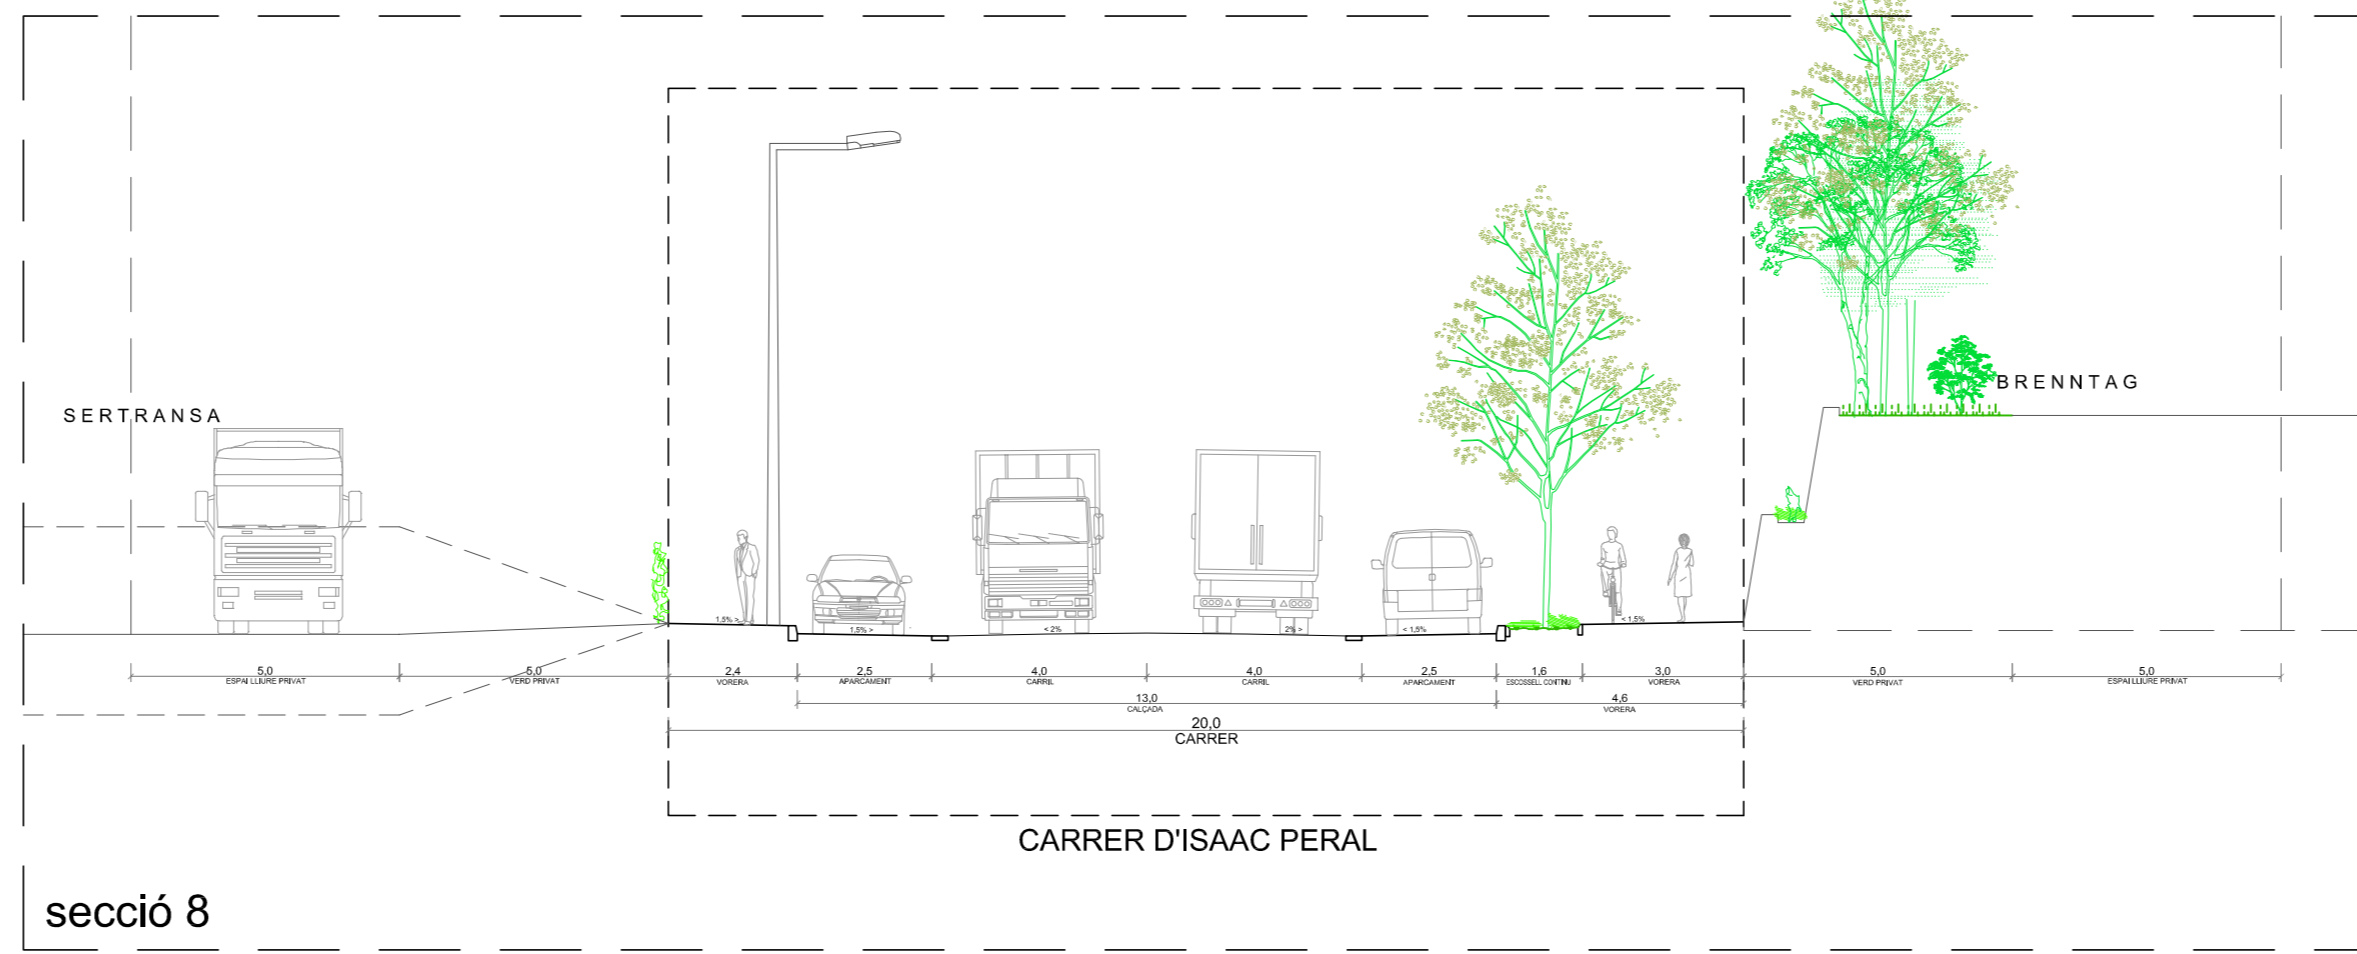 BRENNTAG
SERTRANSA
1,5% >
1,5% >
< 2%
2% >
< 1,5%
< 1,5%
5,0
ESPAI LLIURE PRIVAT
5,0
VERD PRIVAT
2,4
VORERA
2,5
APARCAMENT
4,0
CARRIL
4,0
CARRIL
2,5
APARCAMENT
1,6
ESCOSSELL CONTINU
3,0
VORERA
5,0
VERD PRIVAT
5,0
ESPAI LLIURE PRIVAT
13,0
CALÇADA
4,6
VORERA
20,0
CARRER
CARRER D'ISAAC PERAL
secció 8